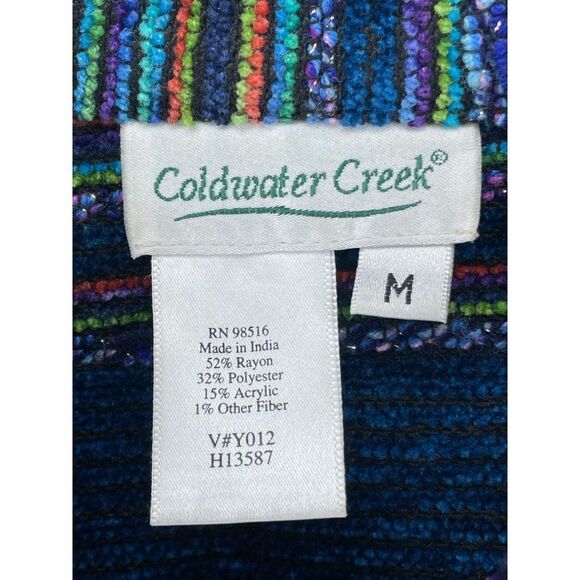 Coldwater Creek®
M
RN 98516
Made in India
52% Rayon
32% Polyester
15% Acrylic
1% Other Fiber
V#Y012
H13587